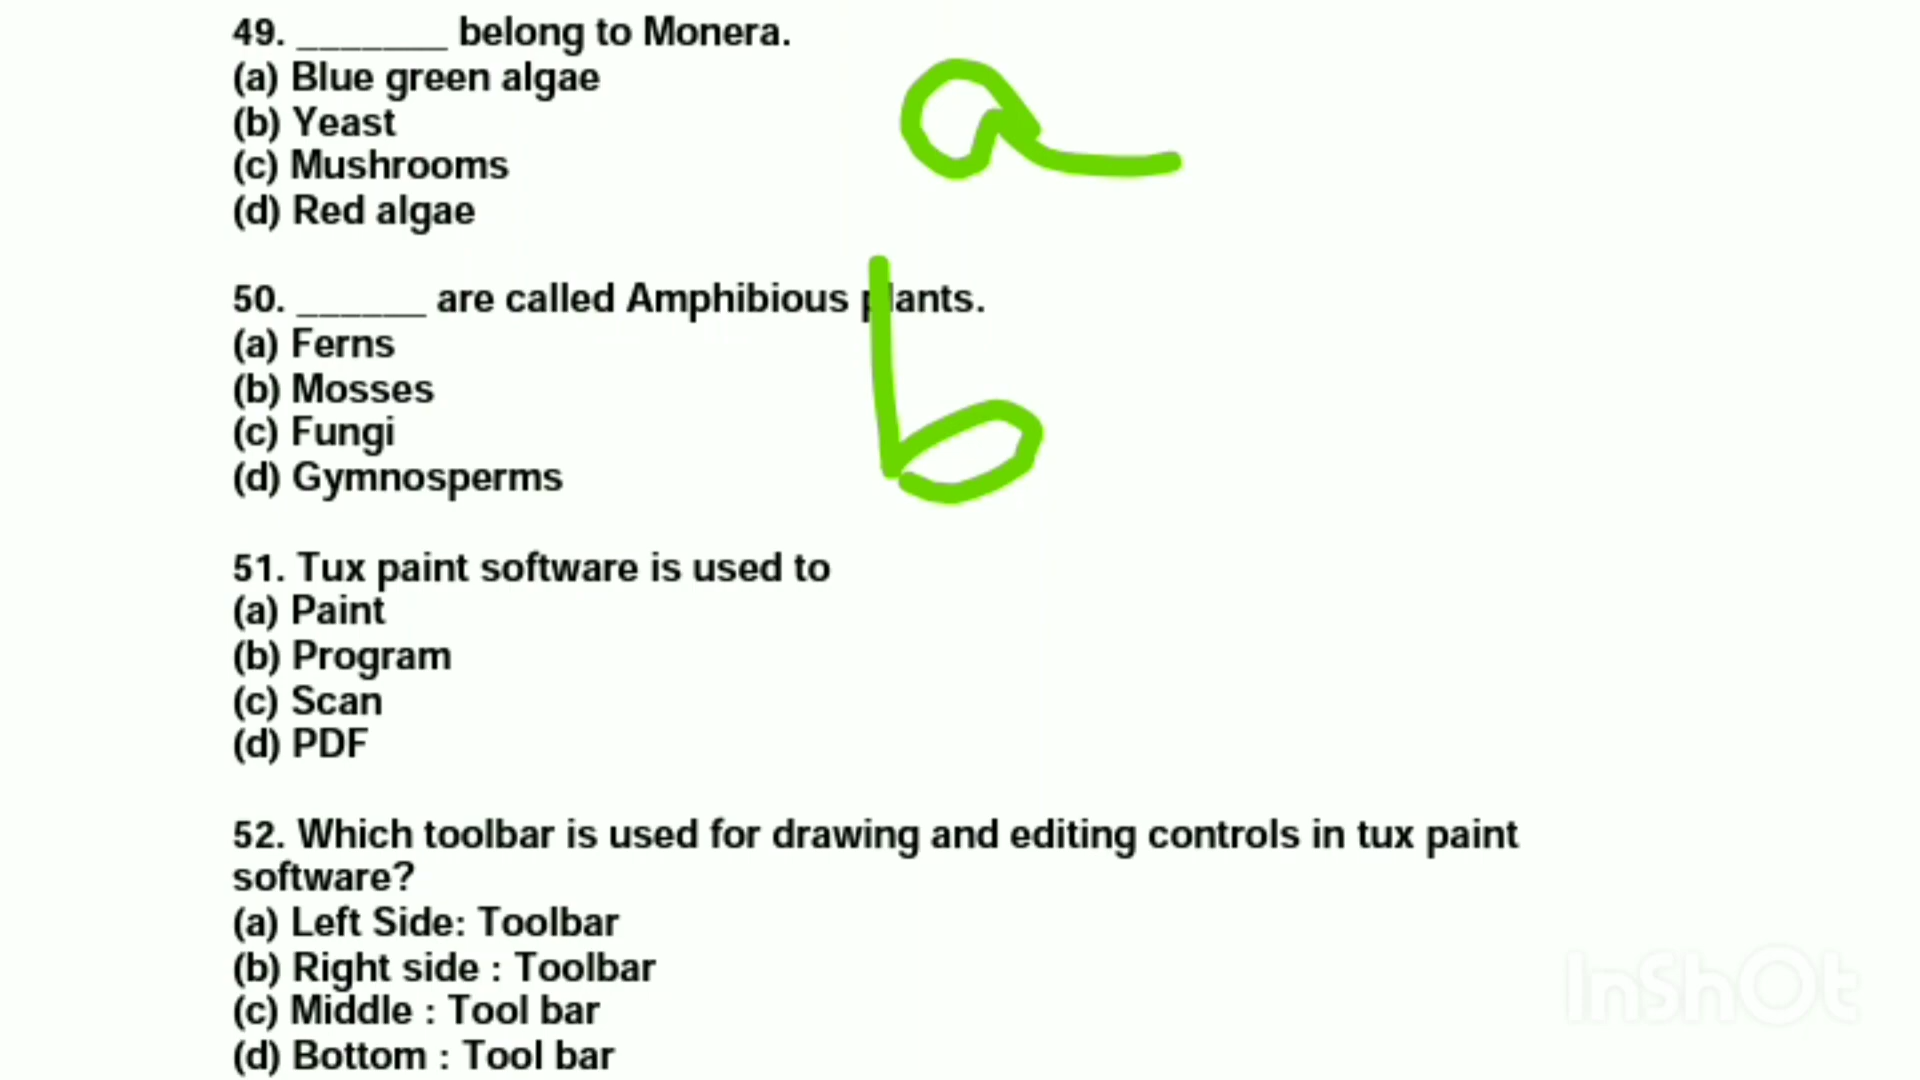 49. _______ belong to Monera.
(a) Blue green algae
(b) Yeast
(c) Mushrooms
(d) Red algae
a
50. ______ are called Amphibious plants.
(a) Ferns
(b) Mosses
(c) Fungi
(d) Gymnosperms
b
51. Tux paint software is used to
(a) Paint
(b) Program
(c) Scan
(d) PDF
52. Which toolbar is used for drawing and editing controls in tux paint
software?
(a) Left Side: Toolbar
(b) Right side : Toolbar
(c) Middle : Tool bar
(d) Bottom : Tool bar
InShOt